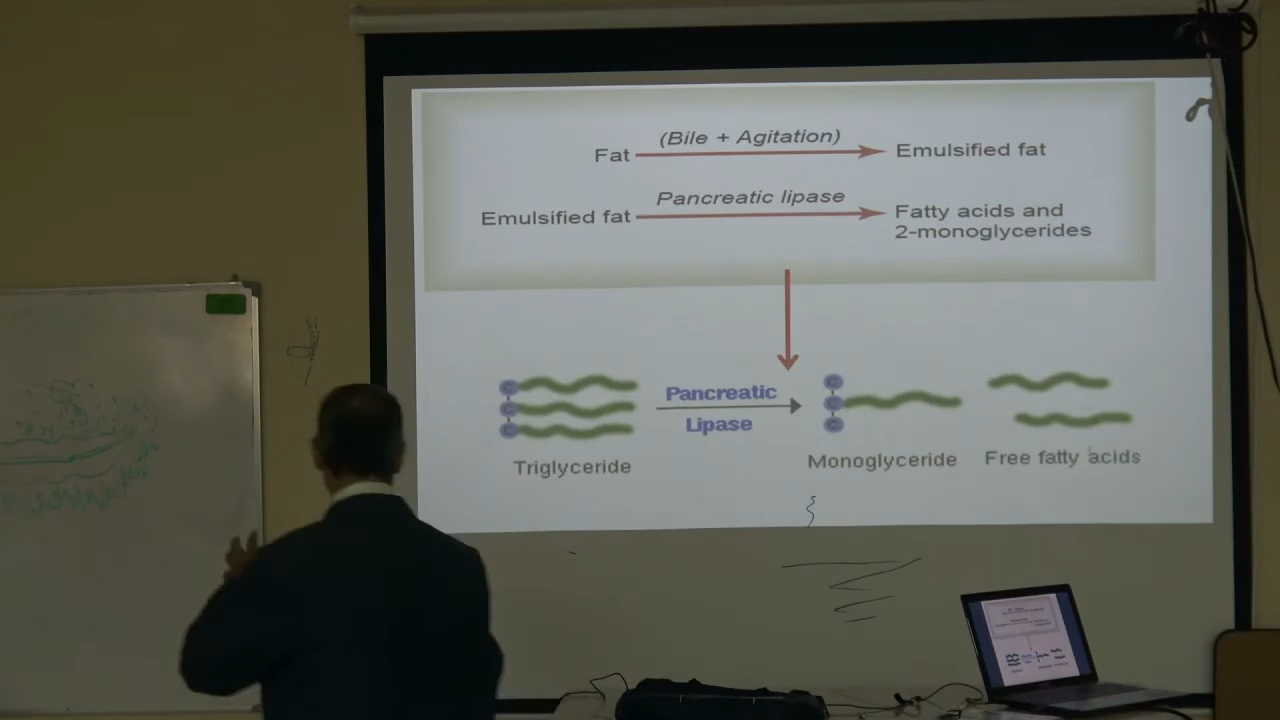 (Bile + Agitation)
Fat Emulsified fat
Pancreatic lipase
Emulsified fat Fatty acids and
2-monoglycerides
C
C
C
Pancreatic
Lipase
C
C
C
Triglyceride
Monoglyceride
Free fatty acids